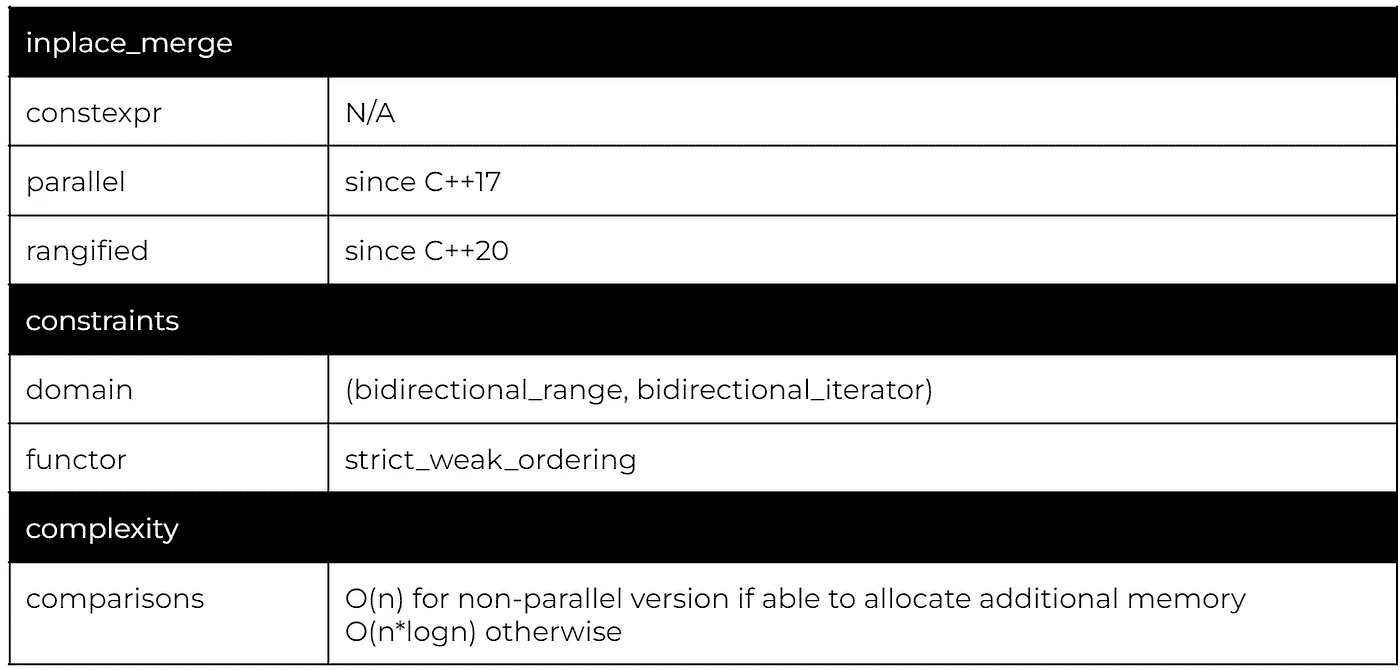 inplace_merge
constexpr N/A
parallel since C++17
rangified since C++20
constraints
domain (bidirectional_range, bidirectional_iterator)
functor strict_weak_ordering
complexity
comparisons O(n) for non-parallel version if able to allocate additional memory
O(n*logn) otherwise